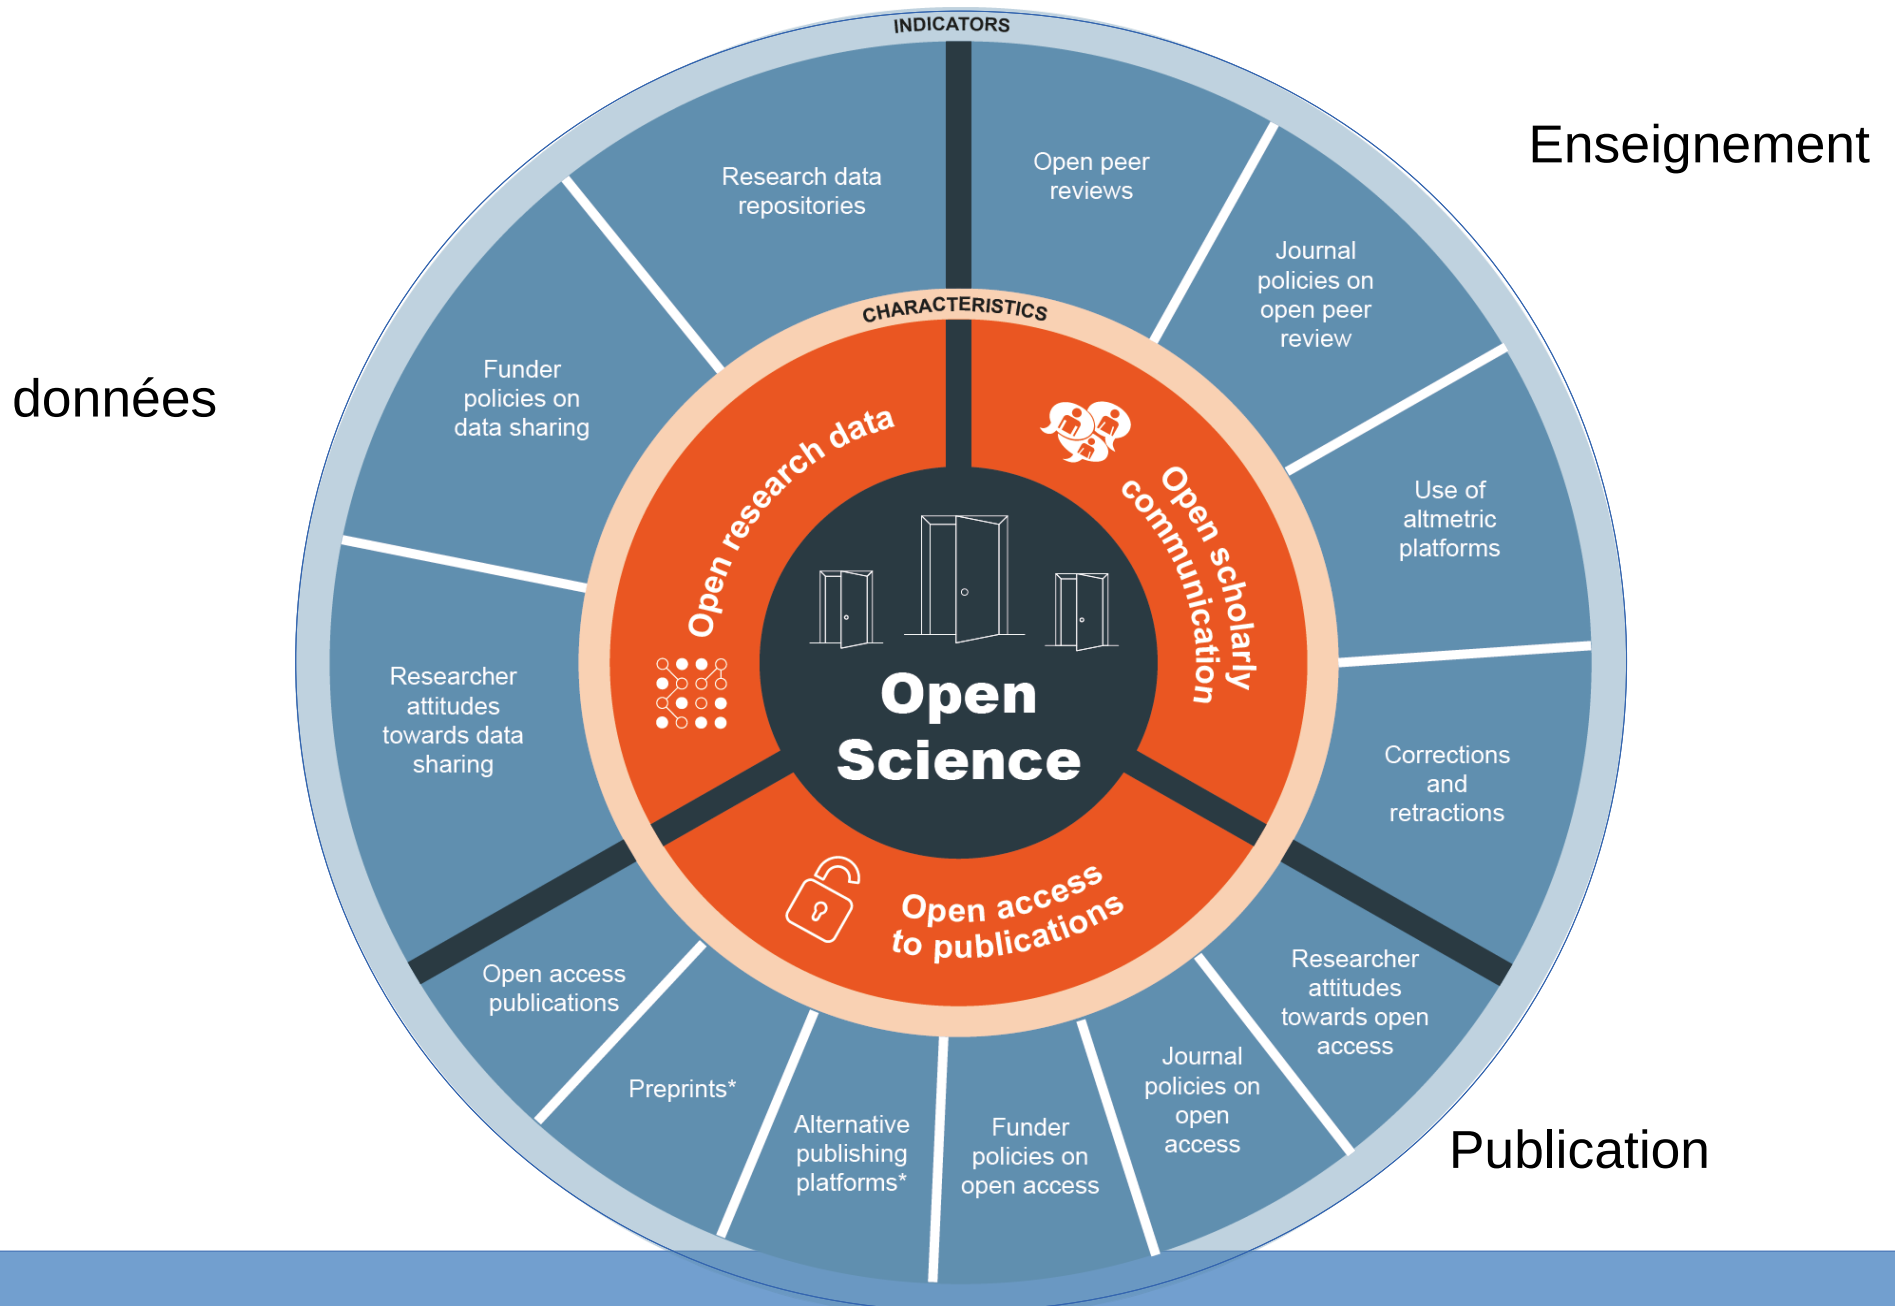 INDICATORS
Enseignement
données
Publication
Research data
repositories
Open peer
reviews
Journal
policies on
open peer
review
Use of
altmetric
platforms
Corrections
and
retractions
Researcher
attitudes
towards open
access
Journal
policies on
open
access
Funder
policies on
open access
Alternative
publishing
platforms*
Preprints*
Open access
publications
Researcher
attitudes
towards data
sharing
Funder
policies on
data sharing
CHARACTERISTICS
Open research data
Open scholarly
communication
Open access
to publications
Open
Science